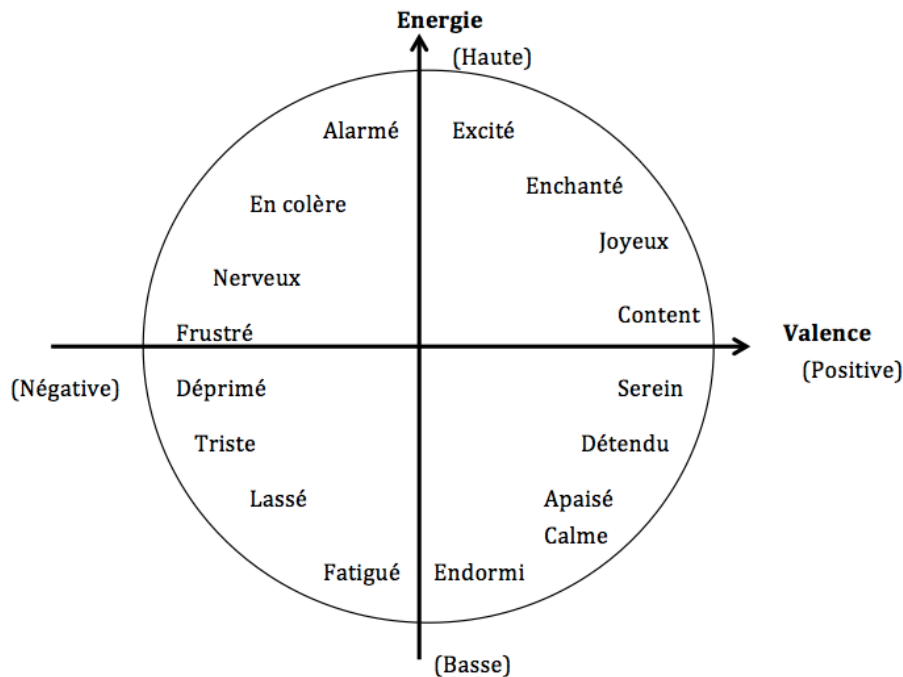 Energie
(Haute)
Alarmé
Excité
Enchanté
En colère
Joyeux
Nerveux
Content
Frustré
Valence
(Positive)
(Négative)
Déprimé
Serein
Triste
Détendu
Lassé
Apaisé
Calme
Fatigué
Endormi
(Basse)